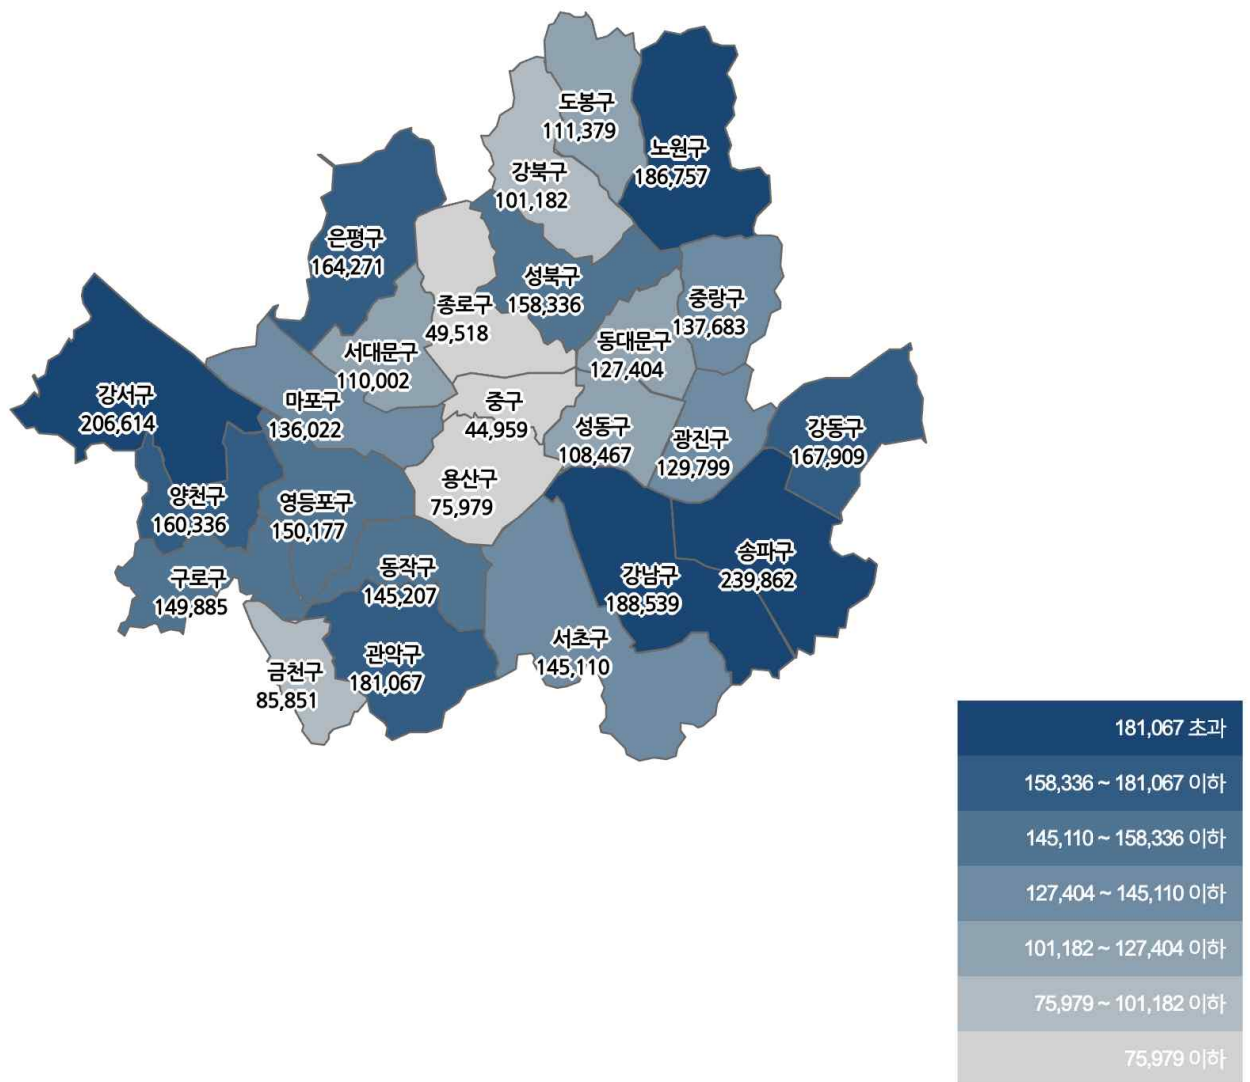 도봉구
111,379
노원구
186,757
강북구
101,182
은평구
164,271
성북구
158,336
중랑구
137,683
종로구
49,518
동대문구
127,404
서대문구
110,002
강서구
206,614
마포구
136,022
중구
44,959
성동구
108,467
광진구
129,799
강동구
167,909
양천구
160,336
영등포구
150,177
용산구
75,979
구로구
149,885
동작구
145,207
강남구
188,539
송파구
239,862
금천구
85,851
관악구
181,067
서초구
145,110
181,067 초과
158,336 ~ 181,067 이하
145,110 ~ 158,336 이하
127,404 ~ 145,110 이하
101,182 ~ 127,404 이하
75,979 ~ 101,182 이하
75,979 이하